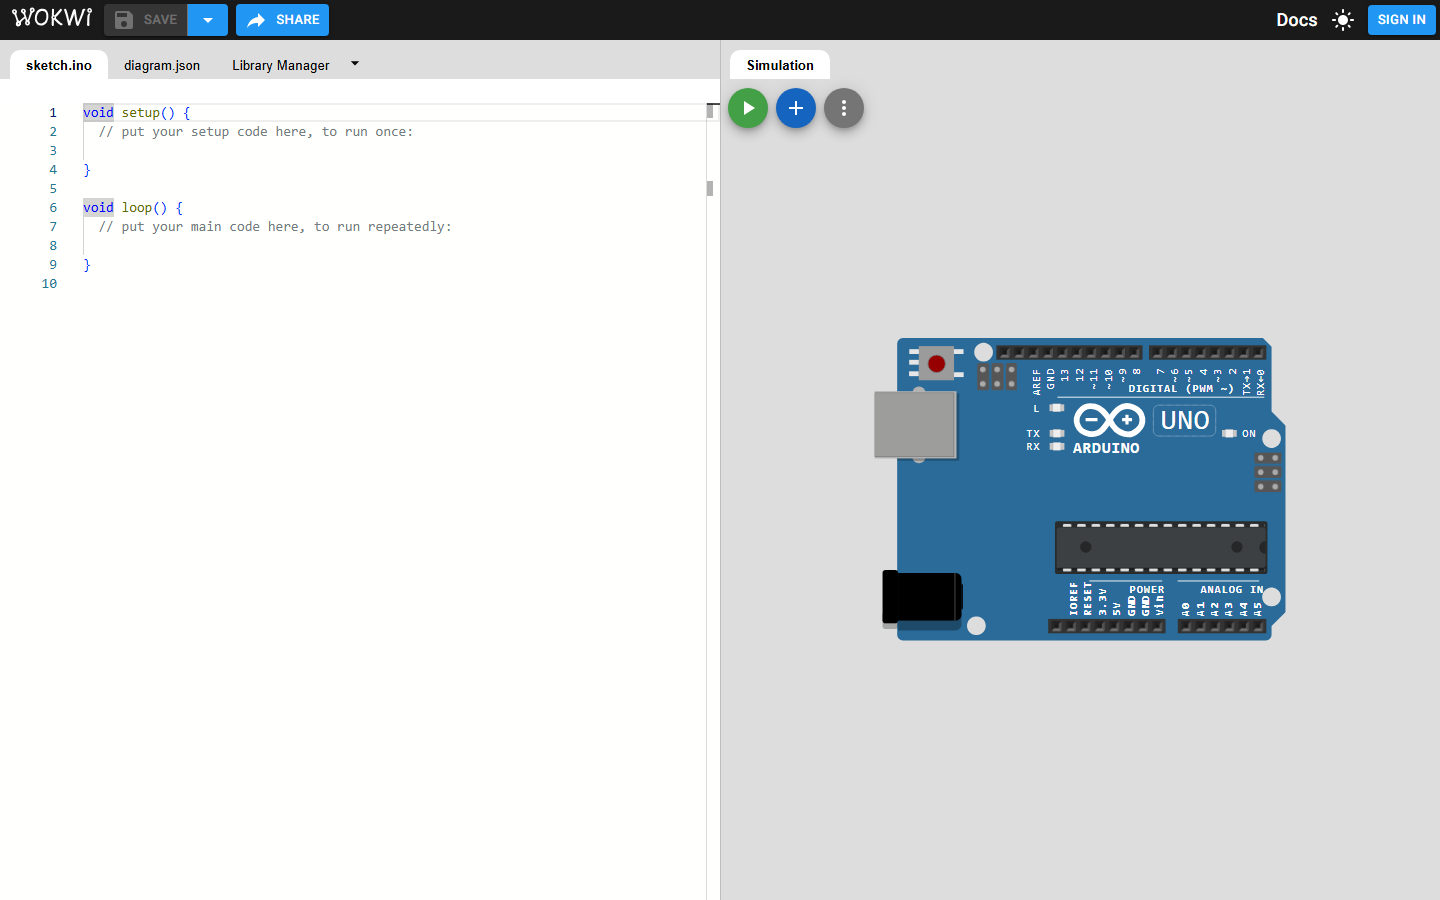 WOKWI SAVE SHARE Docs SIGN IN
sketch.ino diagram.json Library Manager
1 void setup() {
2 // put your setup code here, to run once:
3
4 }
5
6 void loop() {
7 // put your main code here, to run repeatedly:
8
9 }
10
Simulation
AREF GND 13 12 ~11 ~10 ~9 8 7 ~6 ~5 4 ~3 2 TX→1 RX←0
DIGITAL (PWM ~)
L
UNO
TX ON
RX ARDUINO
POWER ANALOG IN
IOREF RESET 3.3V 5V GND GND Vin A0 A1 A2 A3 A4 A5